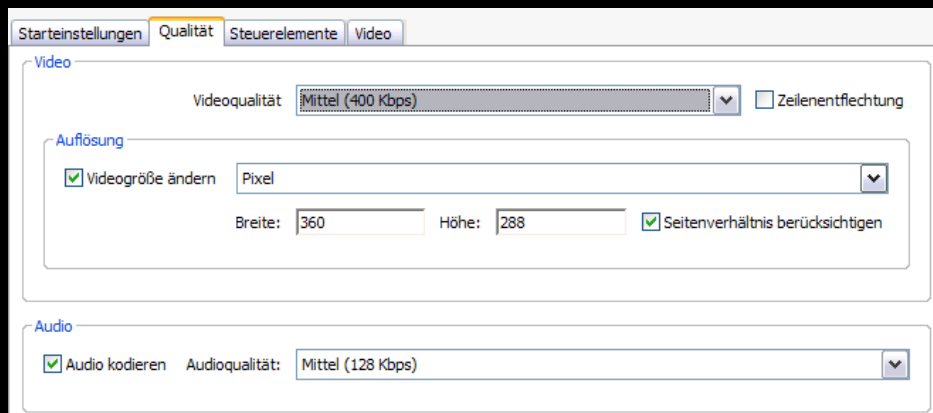 Starteinstellungen Qualität Steuerelemente Video
Video
Videoqualität Mittel (400 Kbps) Zeilenentflechtung
Auflösung
Videogröße ändern Pixel
Breite: 360 Höhe: 288 Seitenverhältnis berücksichtigen
Audio
Audio kodieren Audioqualität: Mittel (128 Kbps)